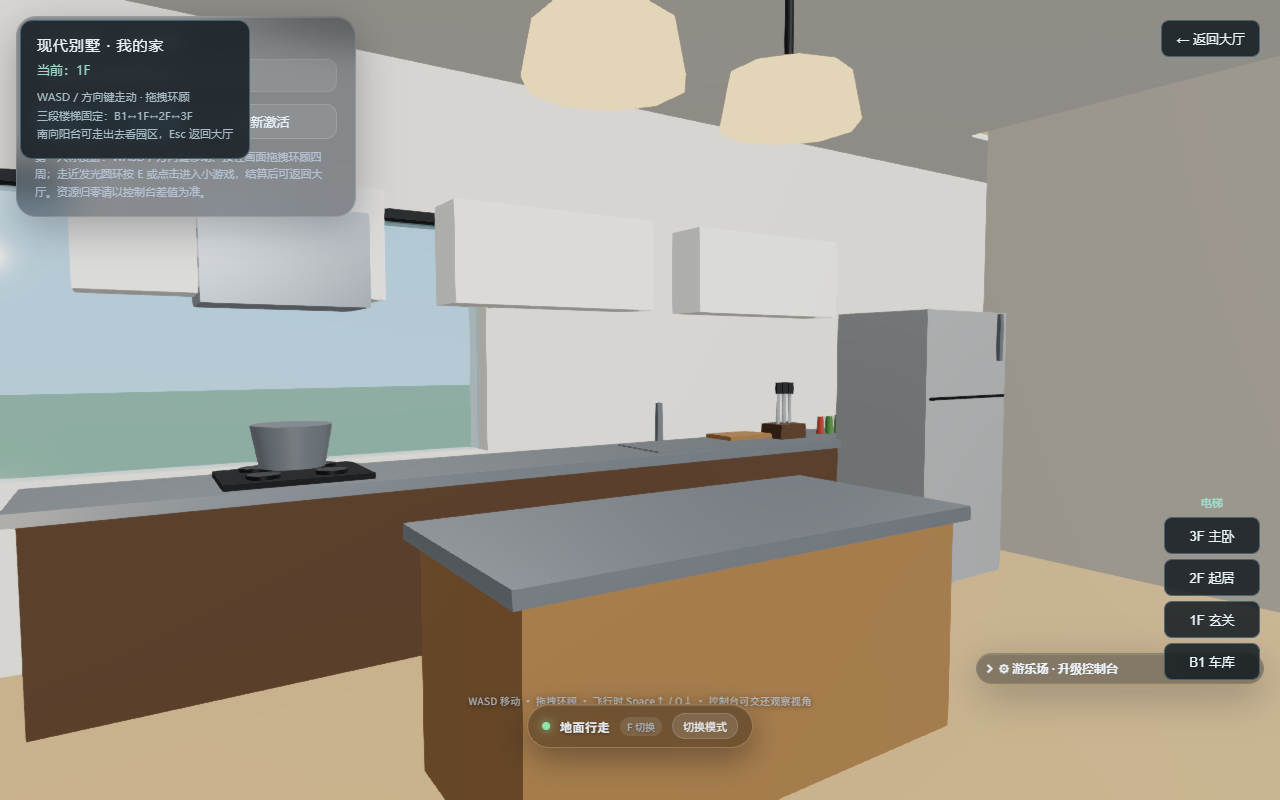 现代别墅 · 我的家
当前：1F
WASD / 方向键走动 · 拖拽环顾
三段楼梯固定：B1↔1F↔2F↔3F
南向阳台可走出去看园区，Esc 返回大厅
新激活
画面拖拽环顾四
周；走近发光圆环按 E 或点击进入小游戏，结算后可返回大
厅。资源归零请以控制台差值为准。
← 返回大厅
电梯
3F 主卧
2F 起居
1F 玄关
B1 车库
⚙ 游乐场 · 升级控制台
WASD 移动 · 拖拽环顾 · 飞行时 Space↑ / Q↓ · 控制台可交还观察视角
地面行走
F 切换
切换模式